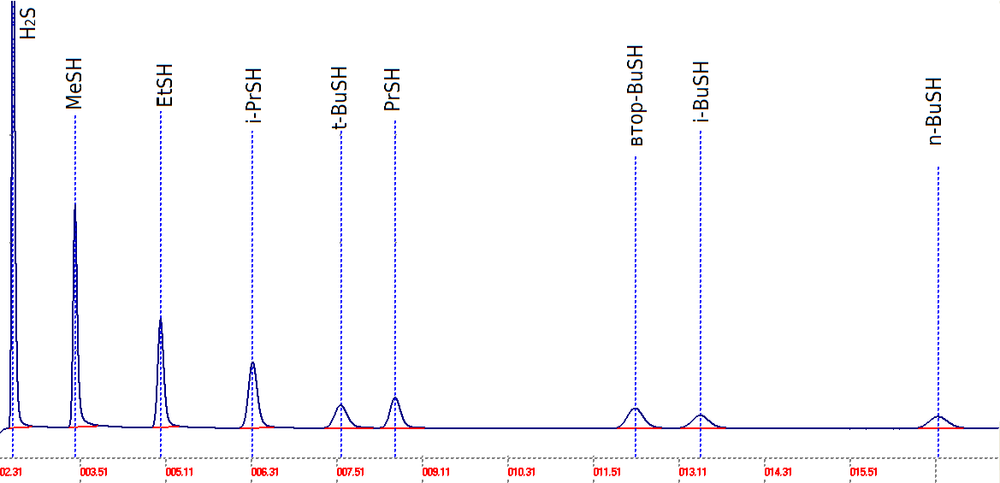 H2S
MeSH
EtSH
i-PrSH
t-BuSH
PrSH
втор-BuSH
i-BuSH
n-BuSH
02.31 003.51 005.11 006.31 007.51 009.11 010.31 011.51 013.11 014.31 015.51